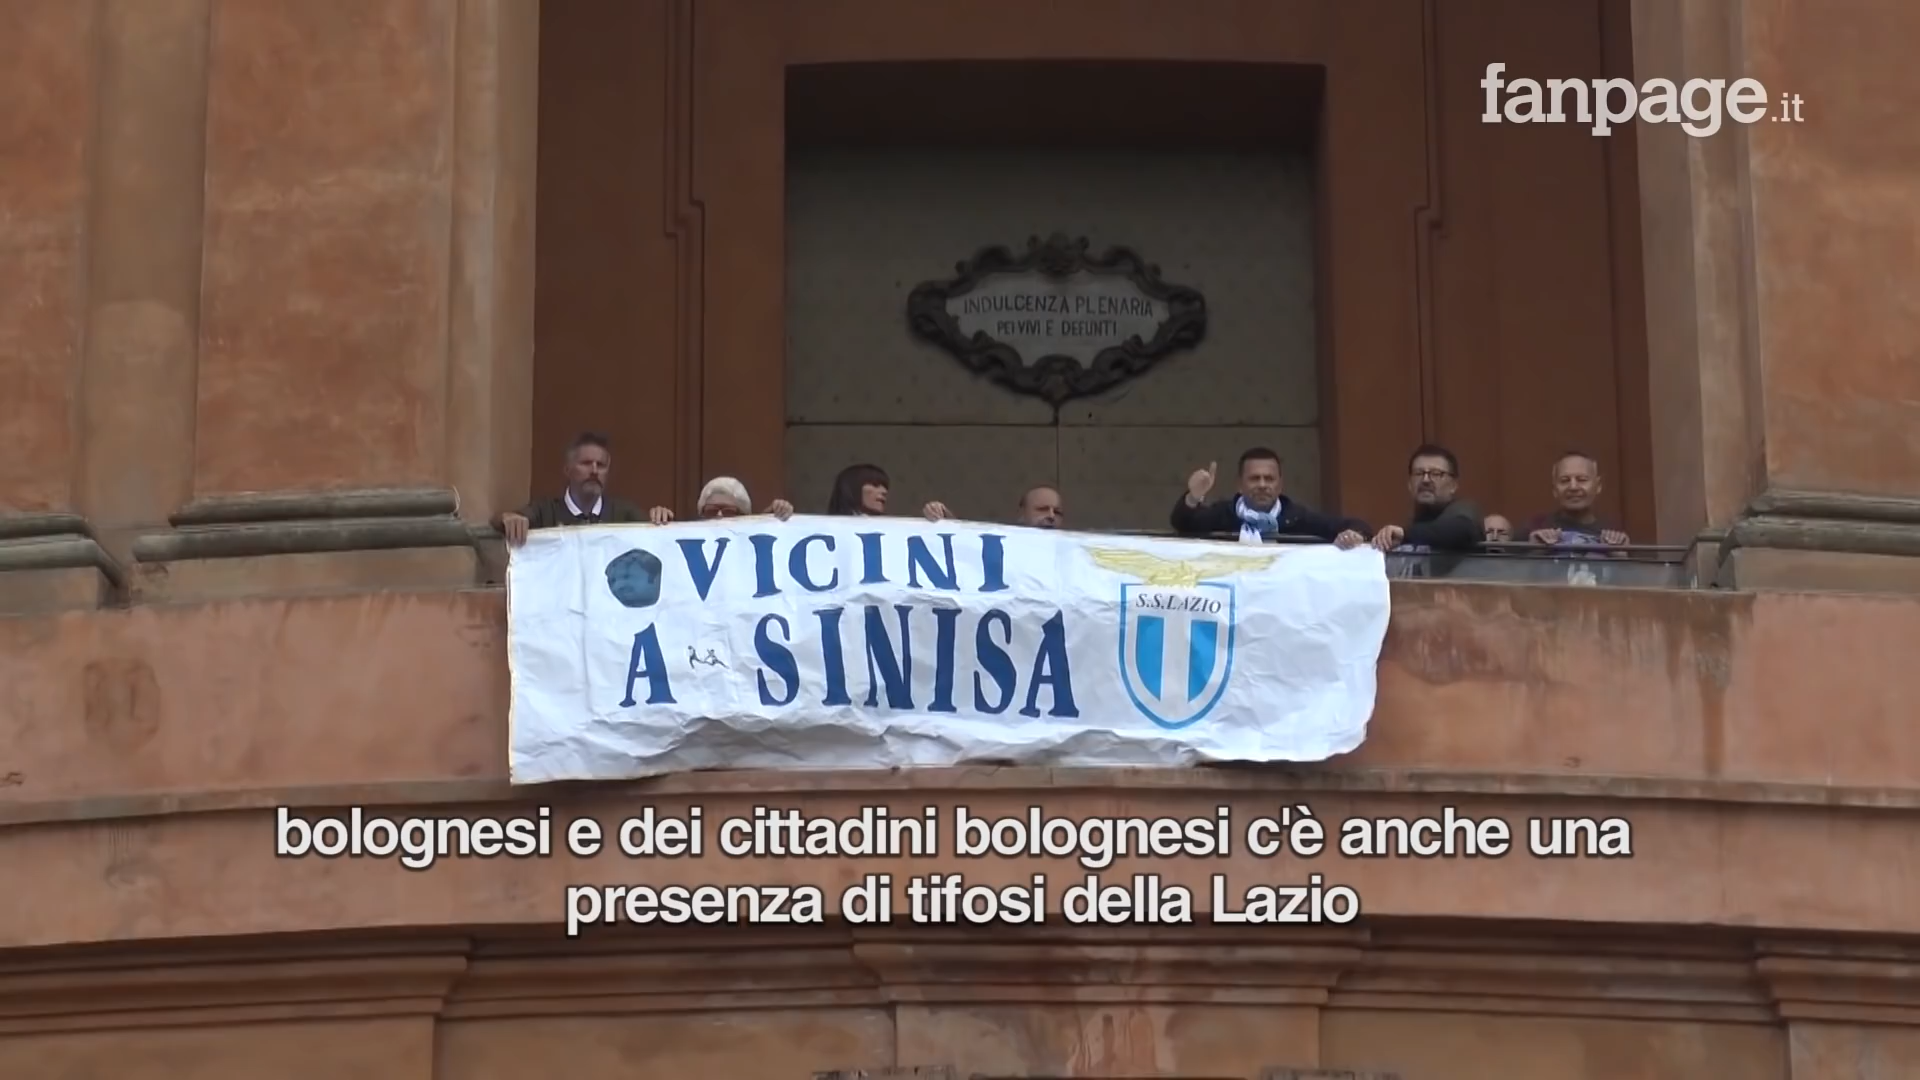 fanpage.it
INDULGENZA PLENARIA
PEI VIVI E DEFUNTI
VICINI
A SINISA
S.S.LAZIO
bolognesi e dei cittadini bolognesi c'è anche una
presenza di tifosi della Lazio